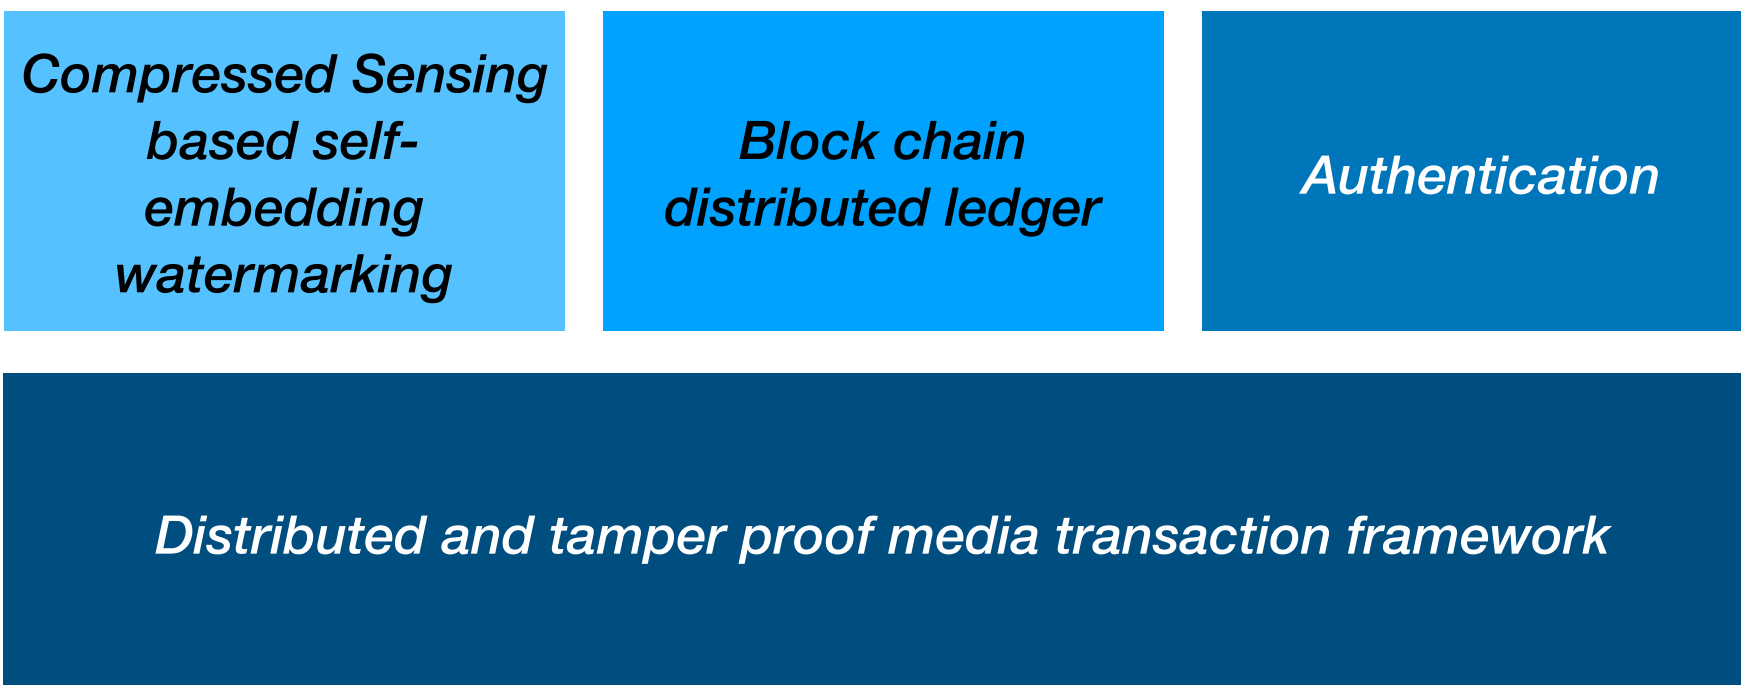 Compressed Sensing
based self-
embedding
watermarking
Block chain
distributed ledger
Authentication
Distributed and tamper proof media transaction framework